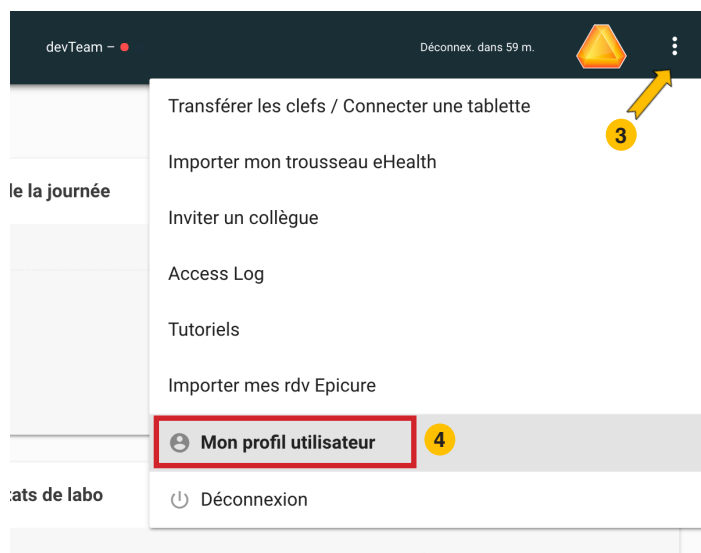 devTeam –
Déconnex. dans 59 m.
3
Transférer les clefs / Connecter une tablette
Importer mon trousseau eHealth
le la journée
Inviter un collègue
Access Log
Tutoriels
Importer mes rdv Epicure
Mon profil utilisateur
4
tats de labo
Déconnexion